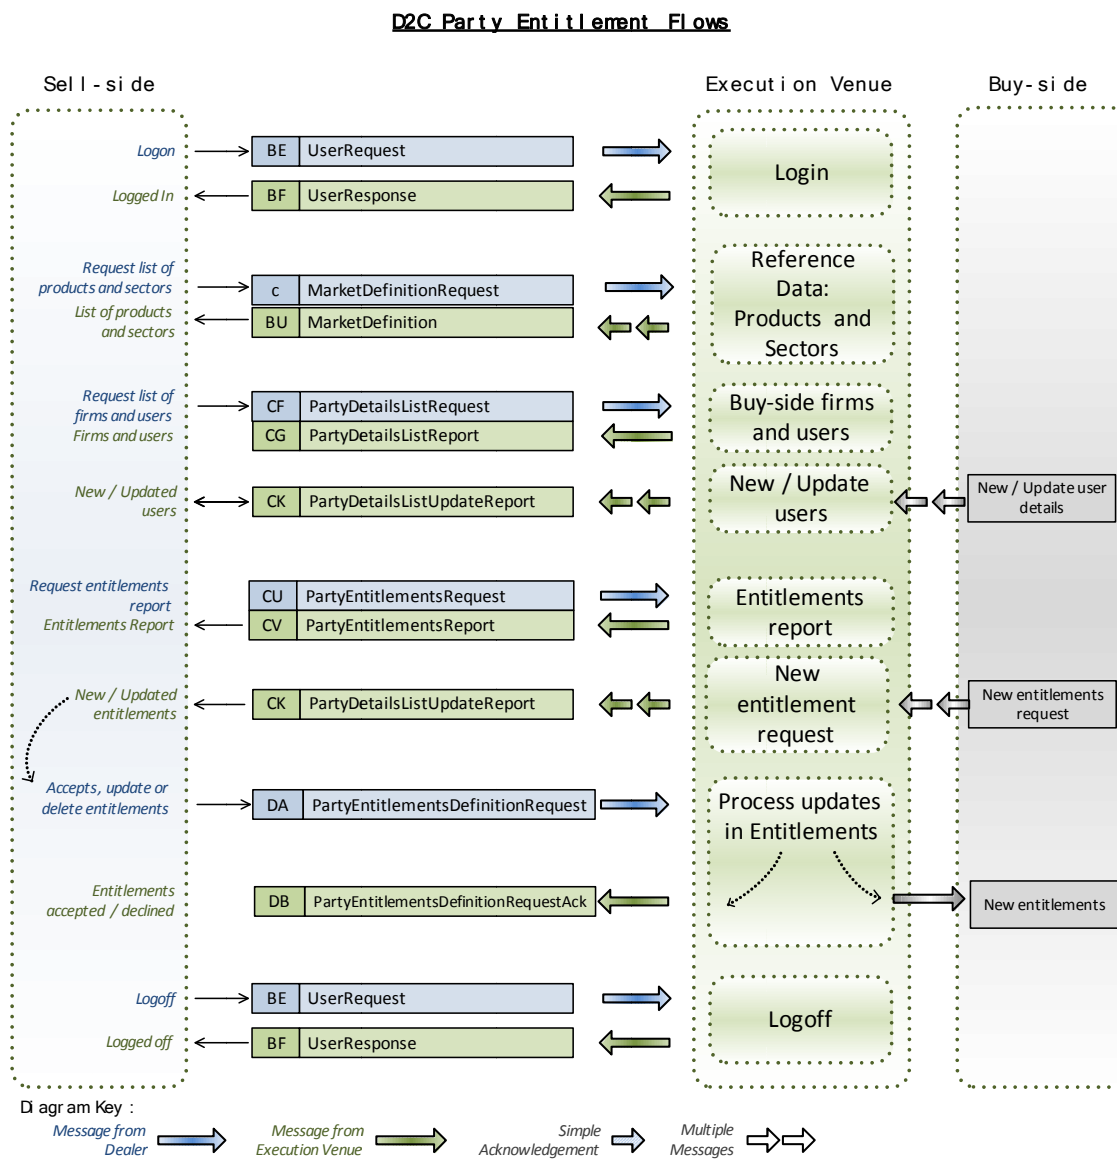 D2C Party Entitlement Flows
Sell-side
Execution Venue
Buy-side
Logon
BE UserRequest
Login
Logged In
BF UserResponse
Request list of
products and sectors
c MarketDefinitionRequest
Reference
Data:
Products and
Sectors
List of products
and sectors
BU MarketDefinition
Request list of
firms and users
CF PartyDetailsListRequest
Buy-side firms
and users
Firms and users
CG PartyDetailsListReport
New / Updated
users
CK PartyDetailsListUpdateReport
New / Update
users
New / Update user
details
Request entitlements
report
CU PartyEntitlementsRequest
Entitlements
report
Entitlements Report
CV PartyEntitlementsReport
New / Updated
entitlements
CK PartyDetailsListUpdateReport
New
entitlement
request
New entitlements
request
Accepts, update or
delete entitlements
DA PartyEntitlementsDefinitionRequest
Process updates
in Entitlements
Entitlements
accepted / declined
DB PartyEntitlementsDefinitionRequestAck
New entitlements
Logoff
BE UserRequest
Logoff
Logged off
BF UserResponse
Diagram Key :
Message from
Dealer
Message from
Execution Venue
Simple
Acknowledgement
Multiple
Messages